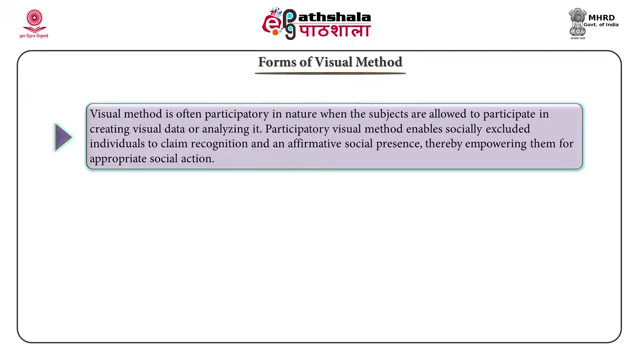 ePathshala
पाठशाला
MHRD
Govt. of India
Forms of Visual Method
Visual method is often participatory in nature when the subjects are allowed to participate in
creating visual data or analyzing it. Participatory visual method enables socially excluded
individuals to claim recognition and an affirmative social presence, thereby empowering them for
appropriate social action.